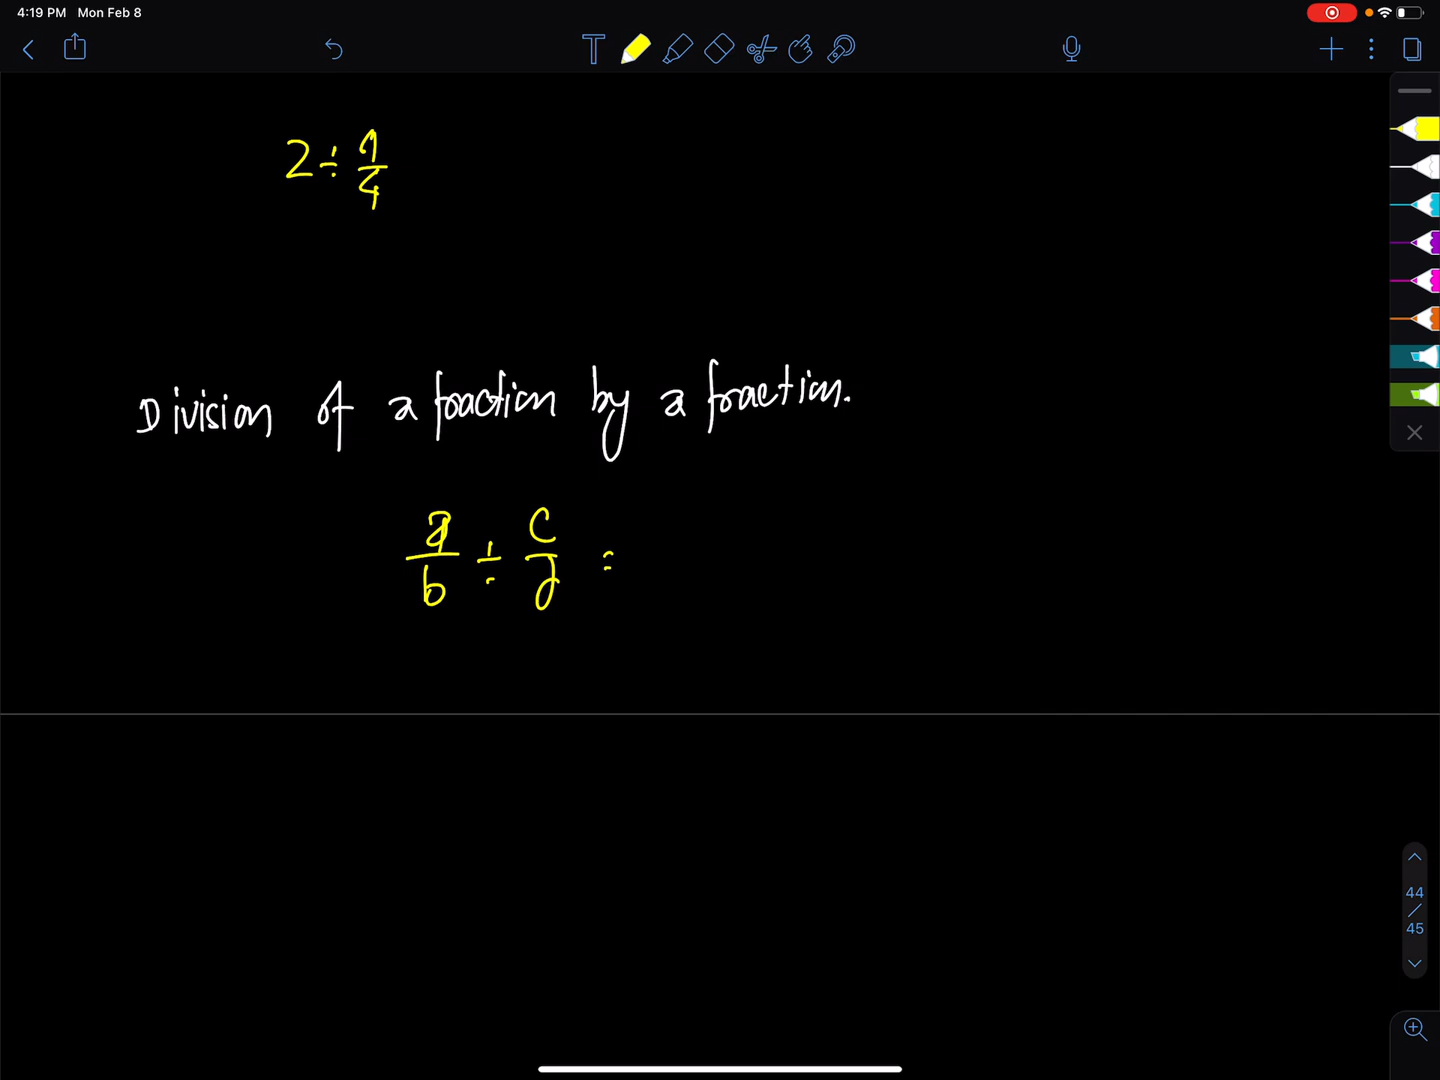 4:19 PM Mon Feb 8
T
2 ÷ 1/4
Division of a fraction by a fraction.
a/b ÷ c/d =
44
/
45